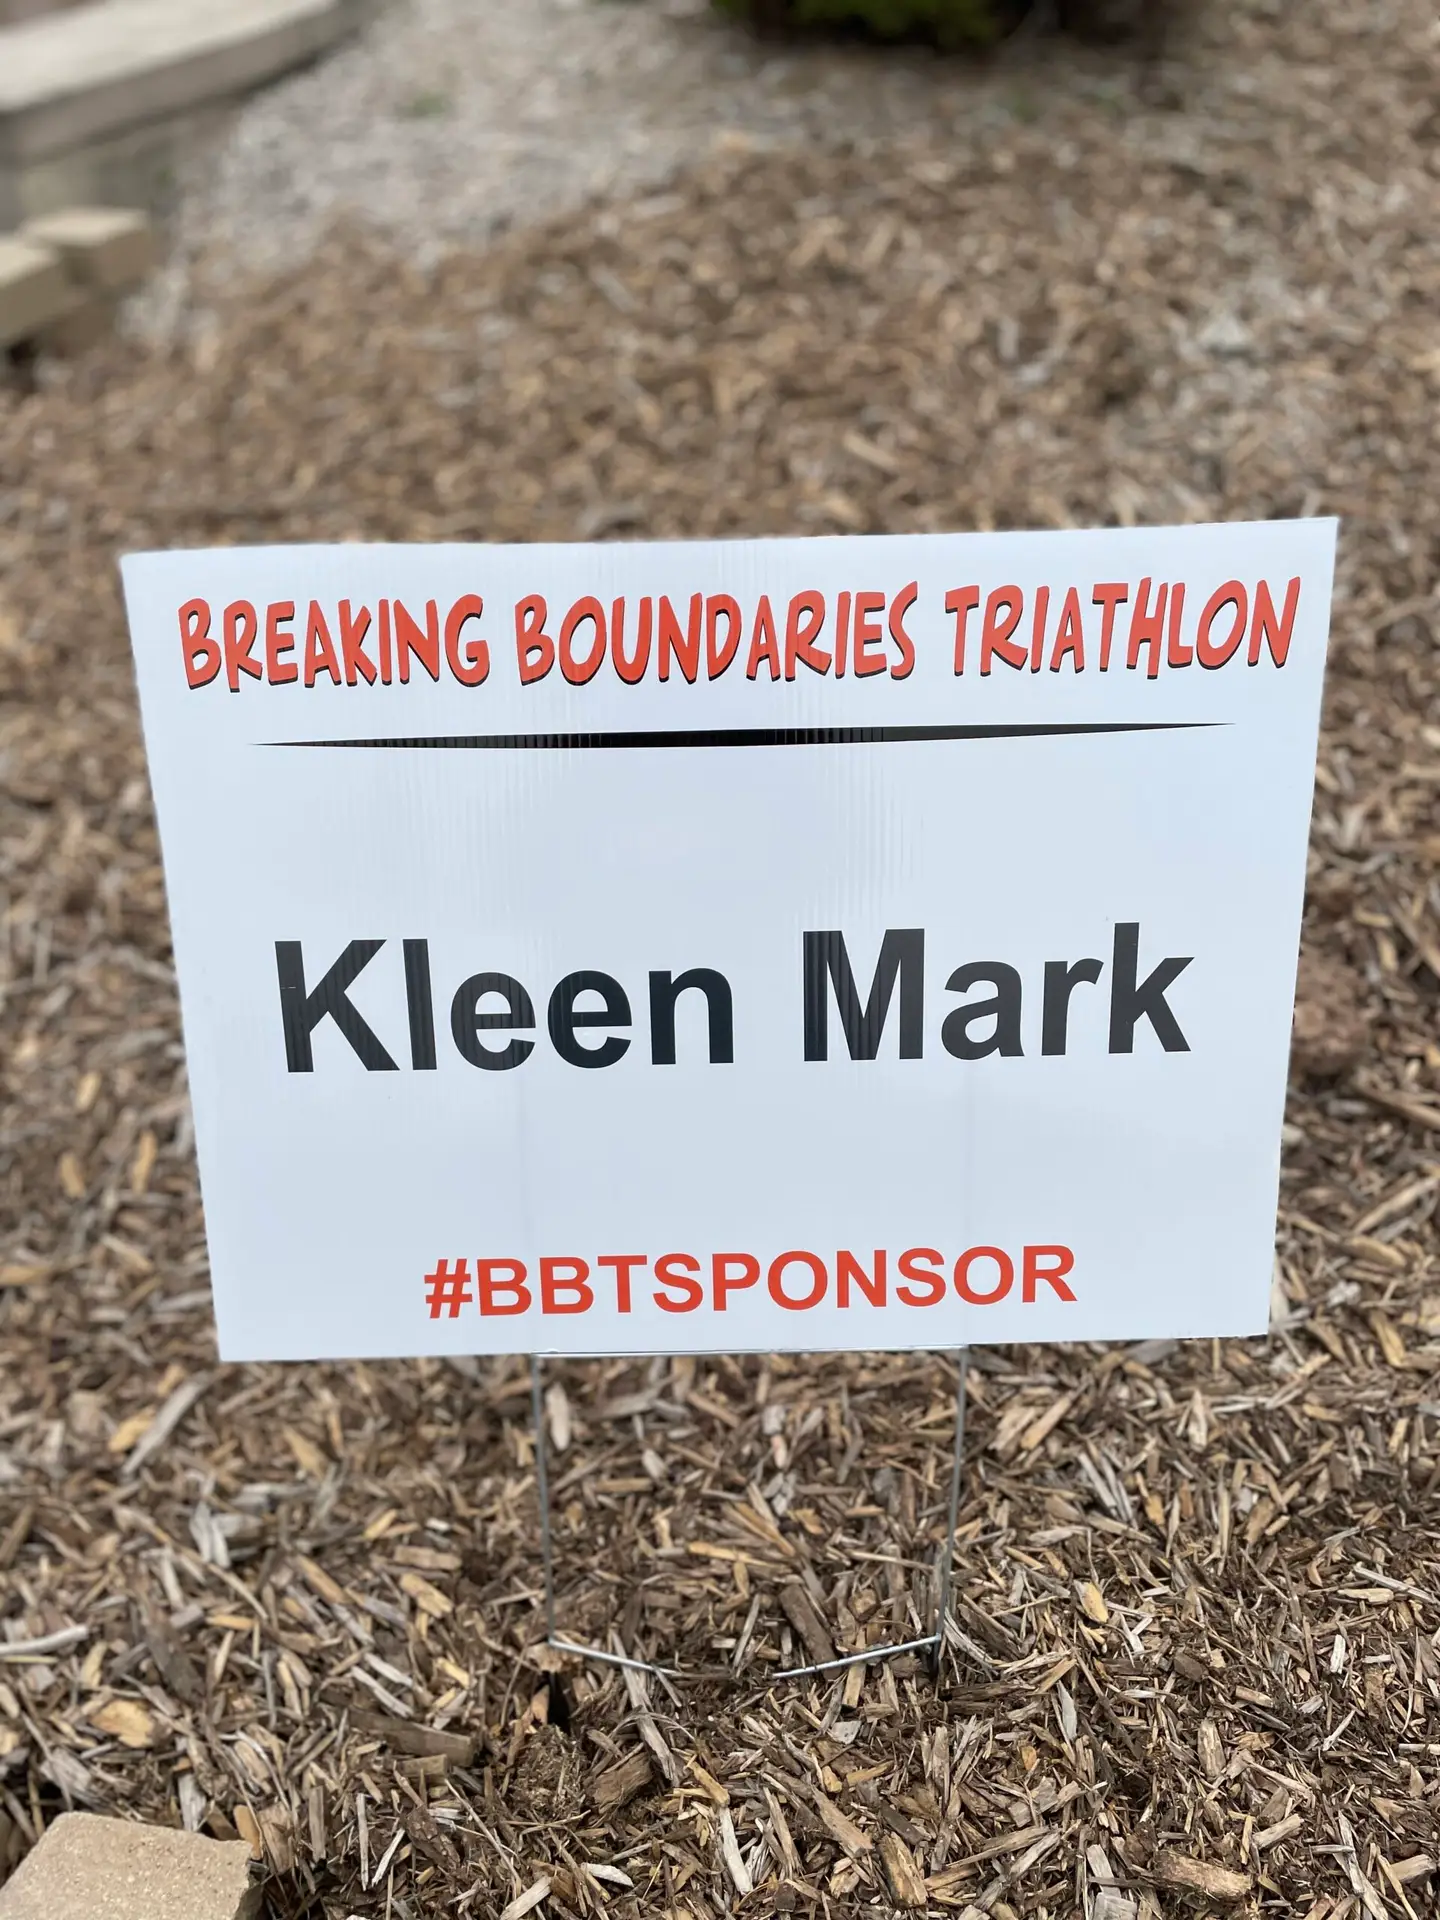 BREAKING BOUNDARIES TRIATHLON
Kleen Mark
#BBTSPONSOR